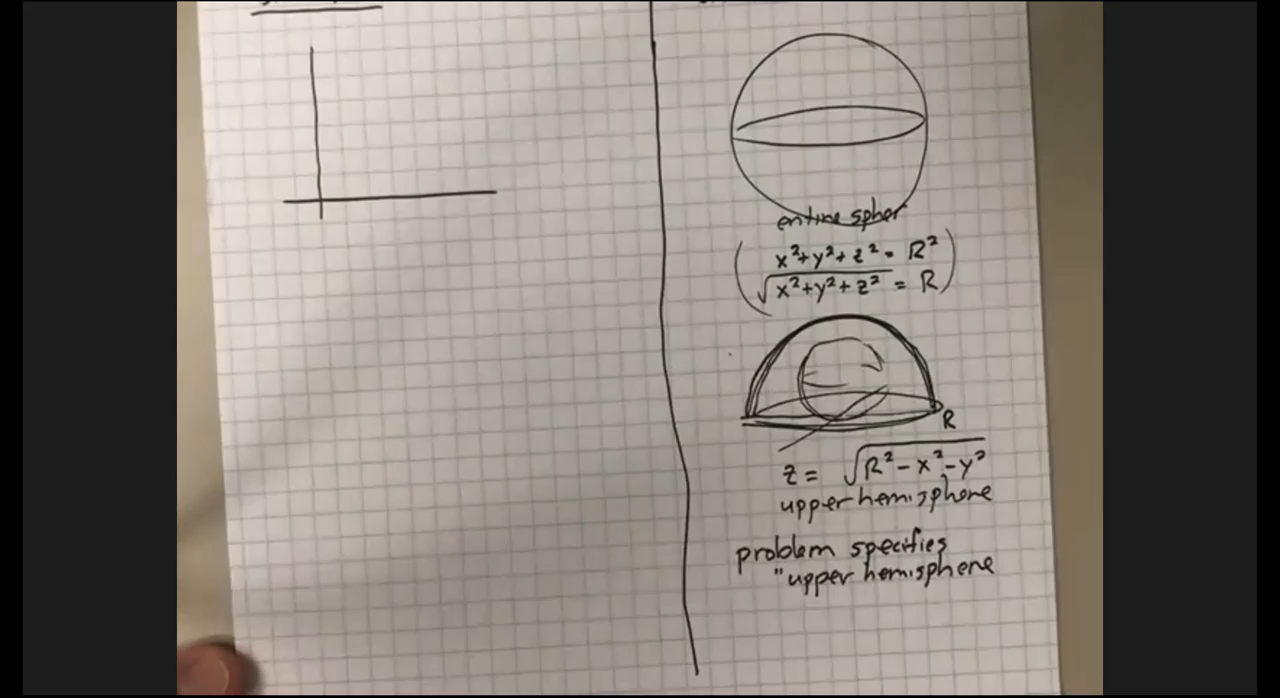 entire spher
x²+y²+z² = R²
√x²+y²+z² = R
R
z = √R²-x²-y²
upper hemisphere
problem specifies
"upper hemisphere